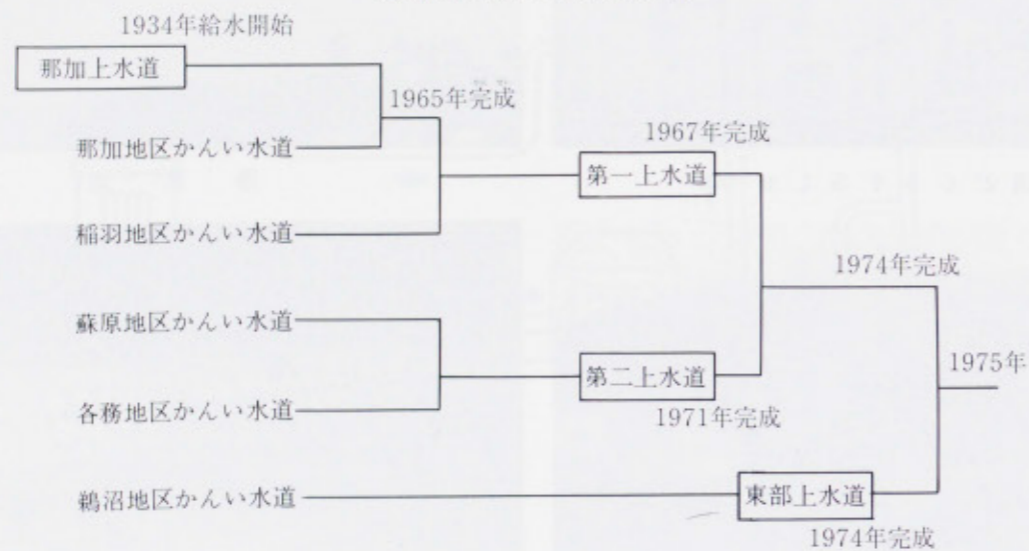 1934年給水開始
那加上水道
1965年完成
那加地区かんい水道
1967年完成
第一上水道
稲羽地区かんい水道
1974年完成
蘇原地区かんい水道
1975年
第二上水道
各務地区かんい水道
1971年完成
鵜沼地区かんい水道
東部上水道
1974年完成